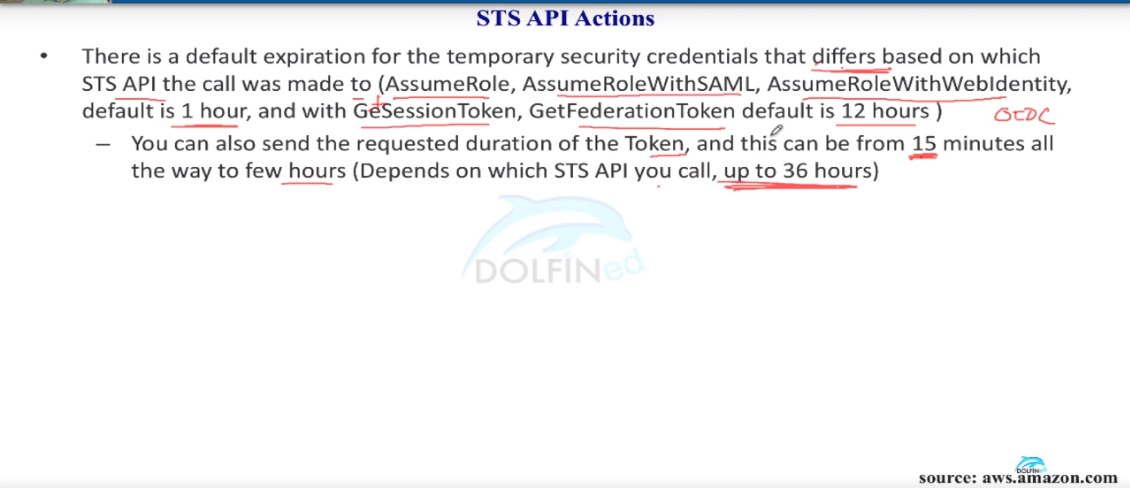 STS API Actions
• There is a default expiration for the temporary security credentials that differs based on which
STS API the call was made to (AssumeRole, AssumeRoleWithSAML, AssumeRoleWithWebIdentity,
default is 1 hour, and with GeSessionToken, GetFederationToken default is 12 hours )
t
OIDC
– You can also send the requested duration of the Token, and this can be from 15 minutes all
the way to few hours (Depends on which STS API you call, up to 36 hours)
DOLFINed
DOLFINed
source: aws.amazon.com